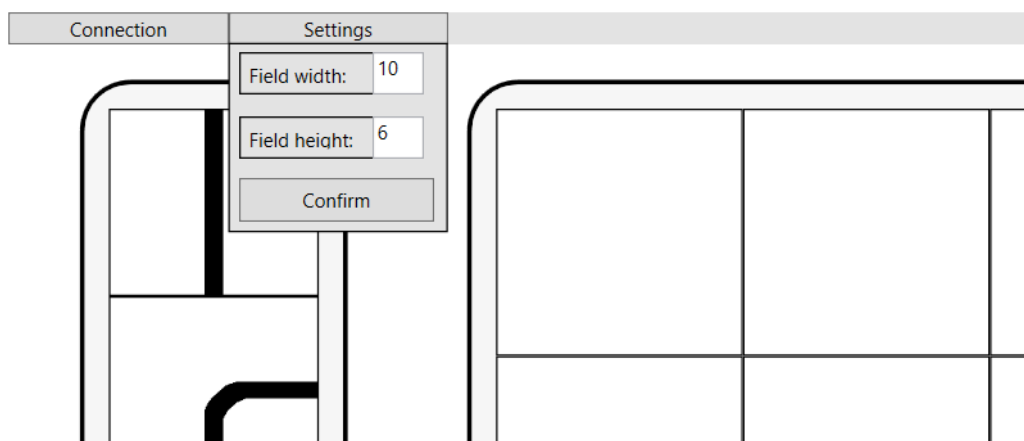 Connection
Settings
Field width: 10
Field height: 6
Confirm